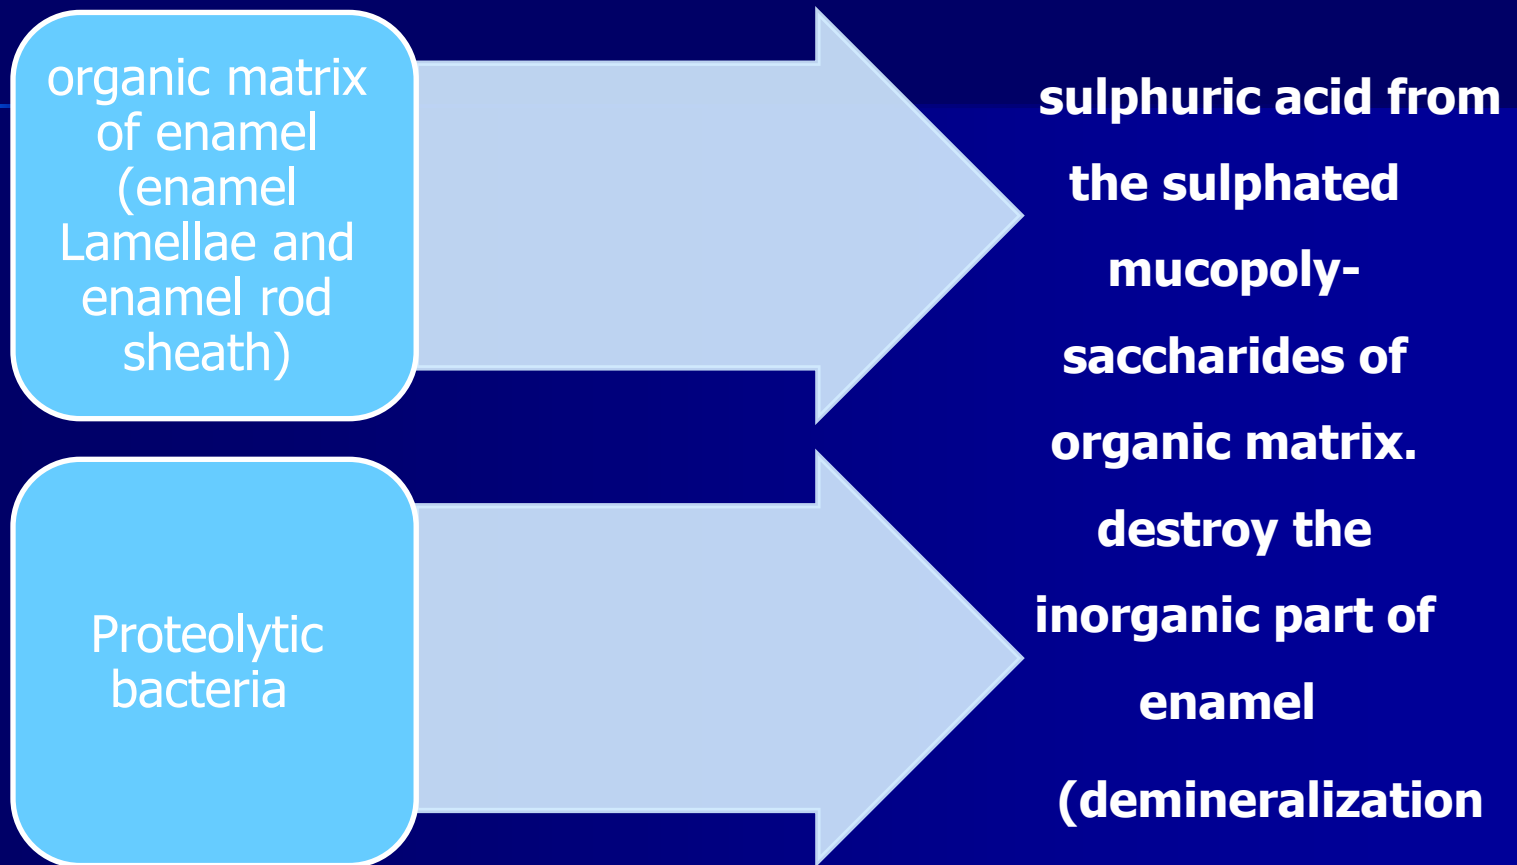 organic matrix
of enamel
(enamel
Lamellae and
enamel rod
sheath)
Proteolytic
bacteria
sulphuric acid from
the sulphated
mucopoly-
saccharides of
organic matrix.
destroy the
inorganic part of
enamel
(demineralization